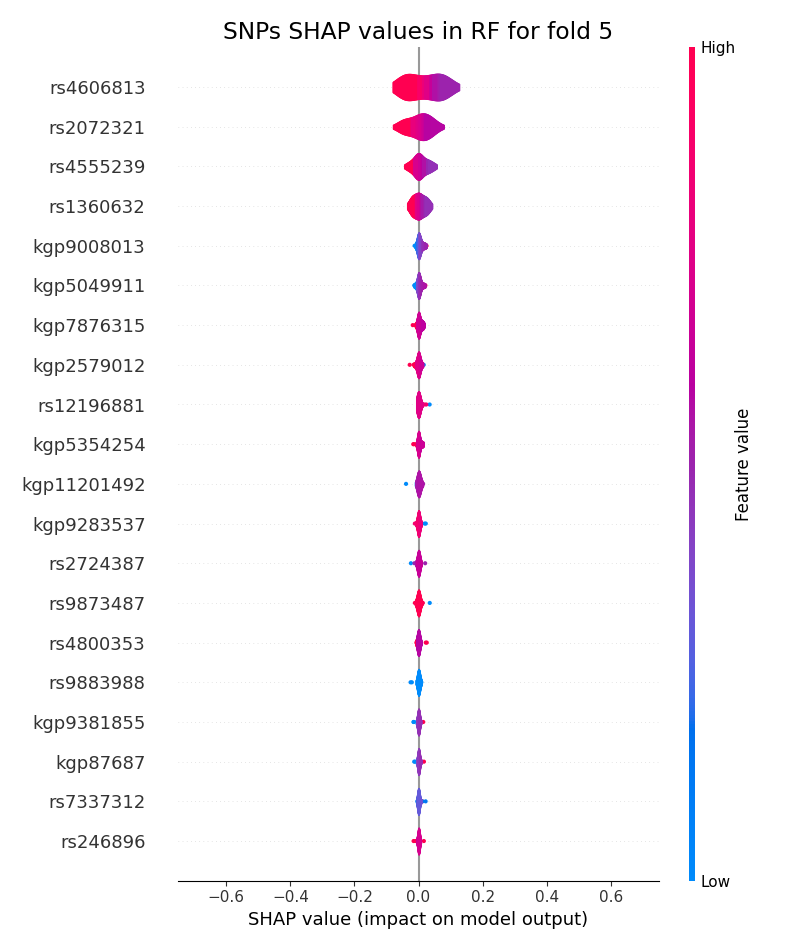 SNPs SHAP values in RF for fold 5
High
rs4606813
rs2072321
rs4555239
rs1360632
kgp9008013
kgp5049911
kgp7876315
kgp2579012
rs12196881
kgp5354254
kgp11201492
kgp9283537
rs2724387
rs9873487
rs4800353
rs9883988
kgp9381855
kgp87687
rs7337312
rs246896
Feature value
Low
−0.6 −0.4 −0.2 0.0 0.2 0.4 0.6
SHAP value (impact on model output)